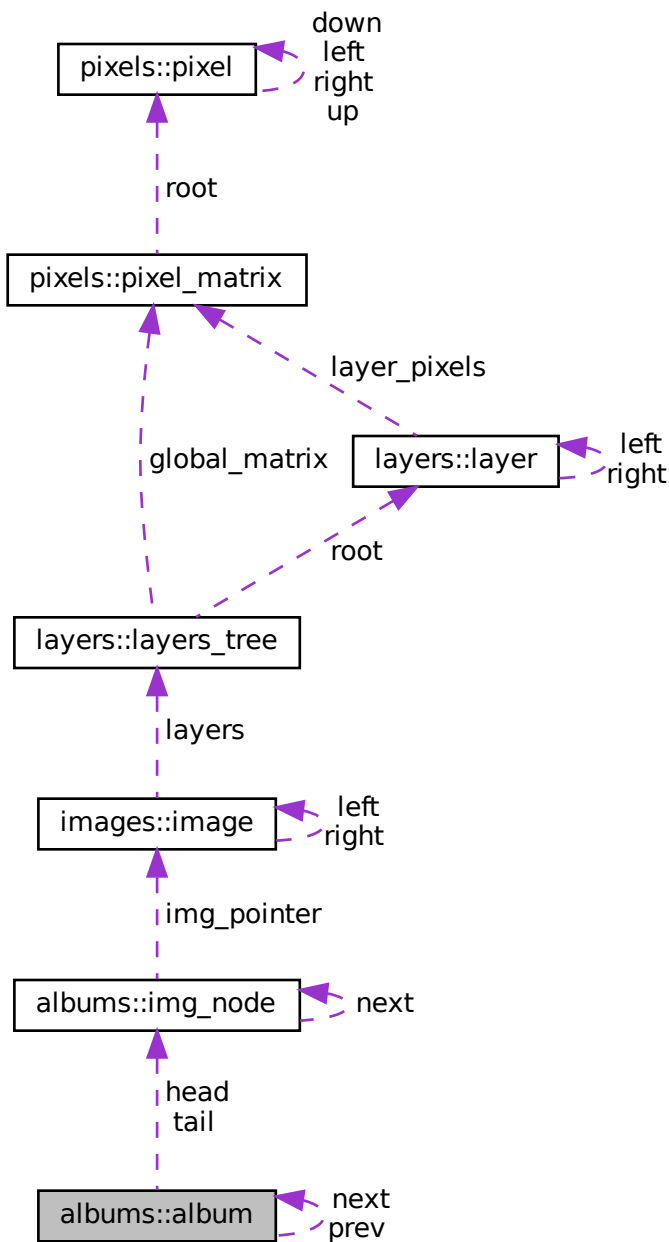 down
left
right
up
pixels::pixel
root
pixels::pixel_matrix
layer_pixels
global_matrix
layers::layer
left
right
root
layers::layers_tree
layers
images::image
left
right
img_pointer
albums::img_node
next
head
tail
albums::album
next
prev